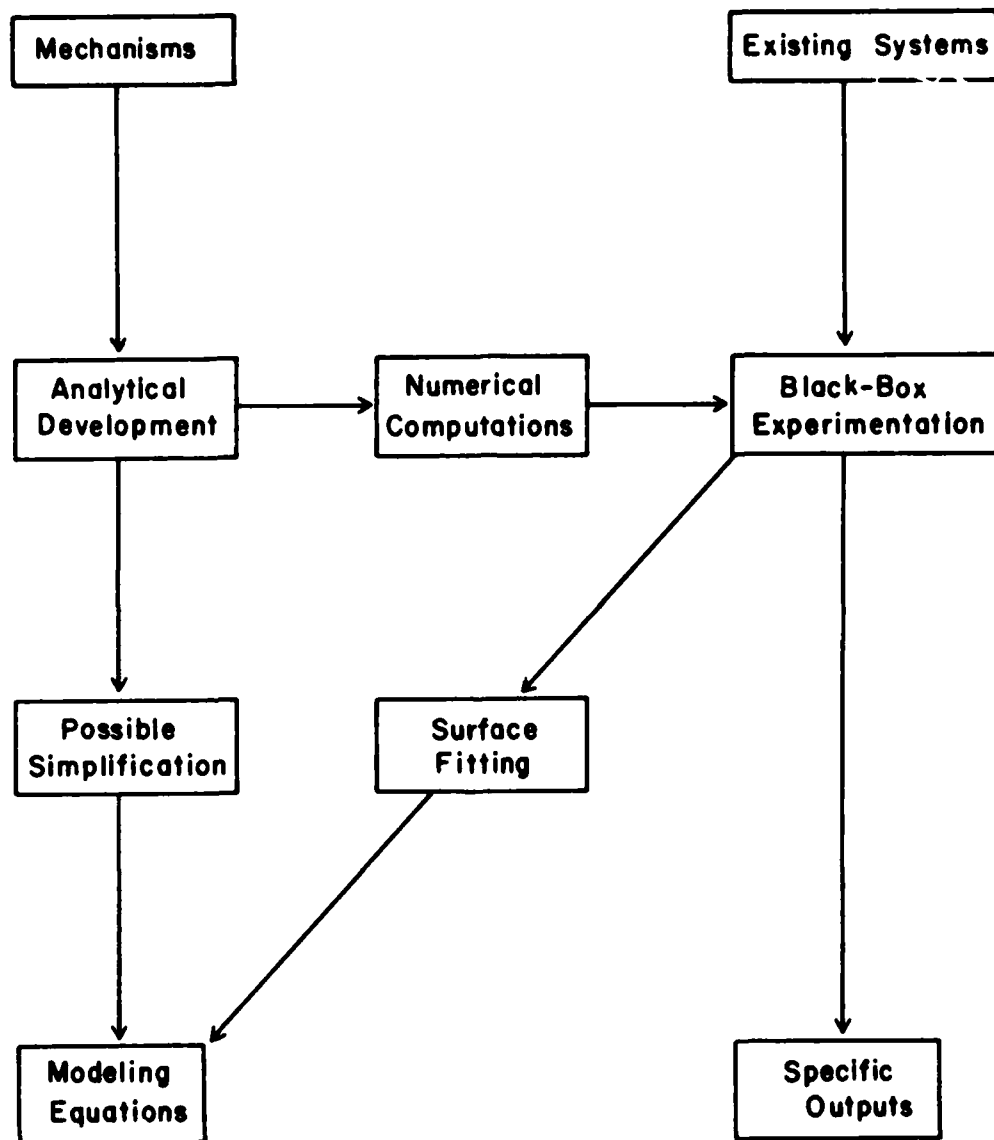 Mechanisms
Existing Systems
Analytical
Development
Numerical
Computations
Black-Box
Experimentation
Possible
Simplification
Surface
Fitting
Modeling
Equations
Specific
Outputs